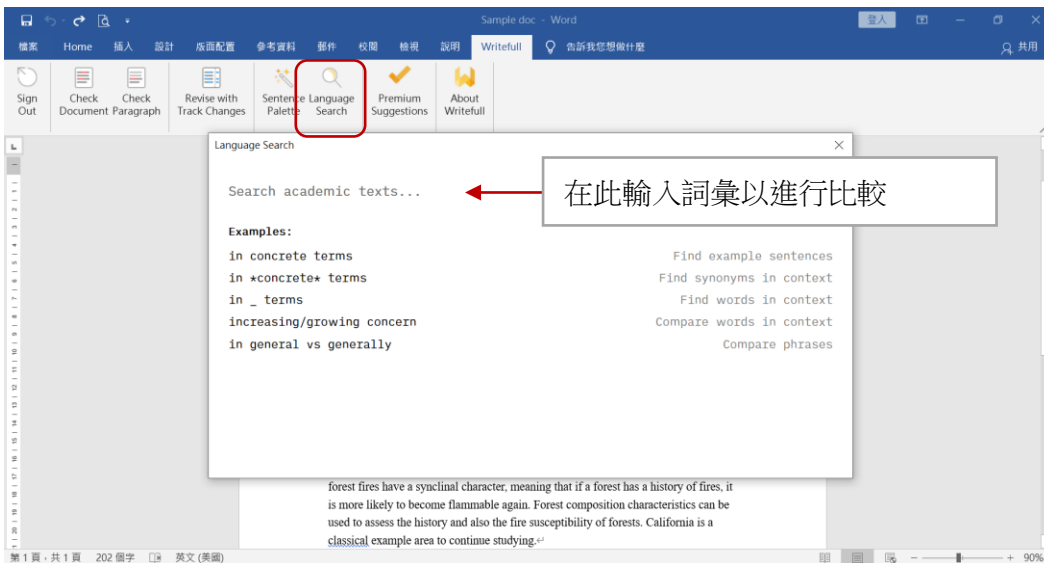 Sample doc - Word
登入
檔案 Home 插入 設計 版面配置 參考資料 郵件 校閱 檢視 說明 Writefull 告訴我您想做什麼 共用
Sign Out
Check Document
Check Paragraph
Revise with Track Changes
Sentence Palette
Language Search
Premium Suggestions
About Writefull
Language Search
Search academic texts...
在此輸入詞彙以進行比較
Examples:
in concrete terms Find example sentences
in *concrete* terms Find synonyms in context
in _ terms Find words in context
increasing/growing concern Compare words in context
in general vs generally Compare phrases
forest fires have a synclinal character, meaning that if a forest has a history of fires, it
is more likely to become flammable again. Forest composition characteristics can be
used to assess the history and also the fire susceptibility of forests. California is a
classical example area to continue studying.
第 1 頁，共 1 頁 202 個字 英文 (美國) 90%